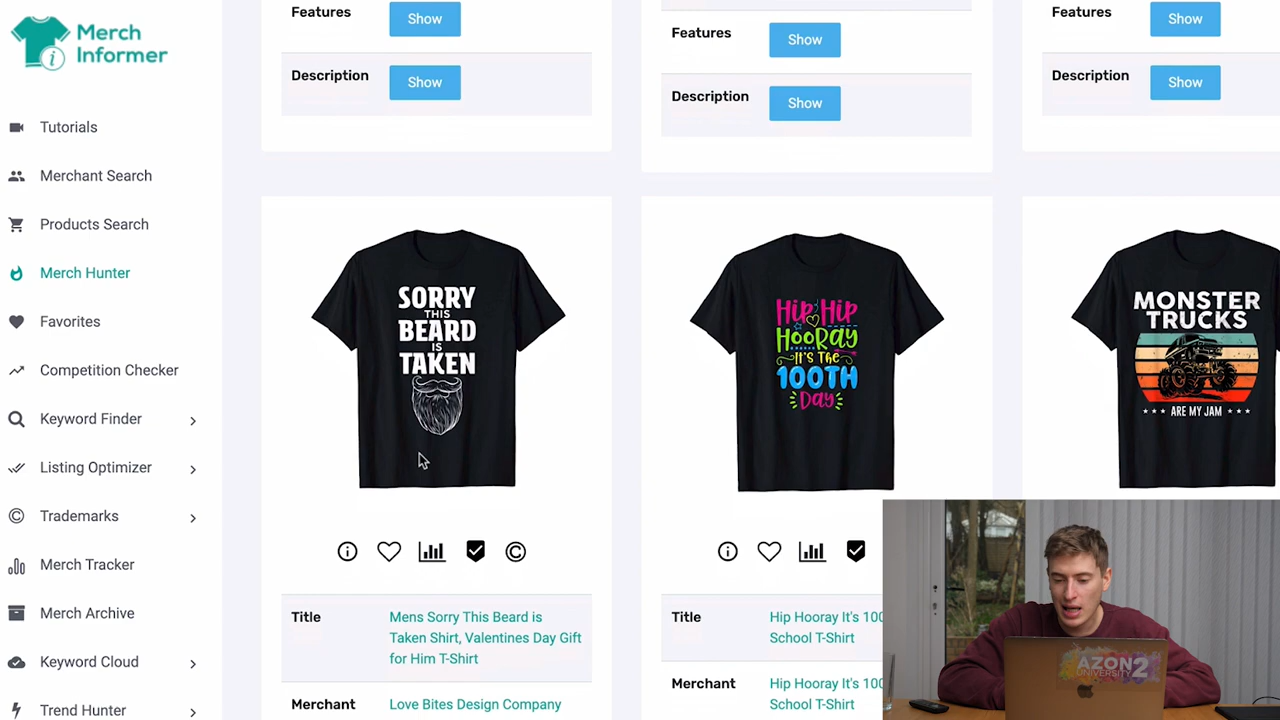 Merch
Informer
Tutorials
Merchant Search
Products Search
Merch Hunter
Favorites
Competition Checker
Keyword Finder
Listing Optimizer
Trademarks
Merch Tracker
Merch Archive
Keyword Cloud
Trend Hunter
Features
Show
Description
Show
Features
Show
Description
Show
Features
Show
Description
Show
SORRY
THIS
BEARD
IS
TAKEN
Hip Hip
HooRay
It's The
100TH
Day
MONSTER
TRUCKS
ARE MY JAM
Title
Mens Sorry This Beard is
Taken Shirt, Valentines Day Gift
for Him T-Shirt
Merchant
Love Bites Design Company
Title
Hip Hooray It's 100
School T-Shirt
Merchant
Hip Hooray It's 100
School T-Shirt
AZON2
UNIVERSITY